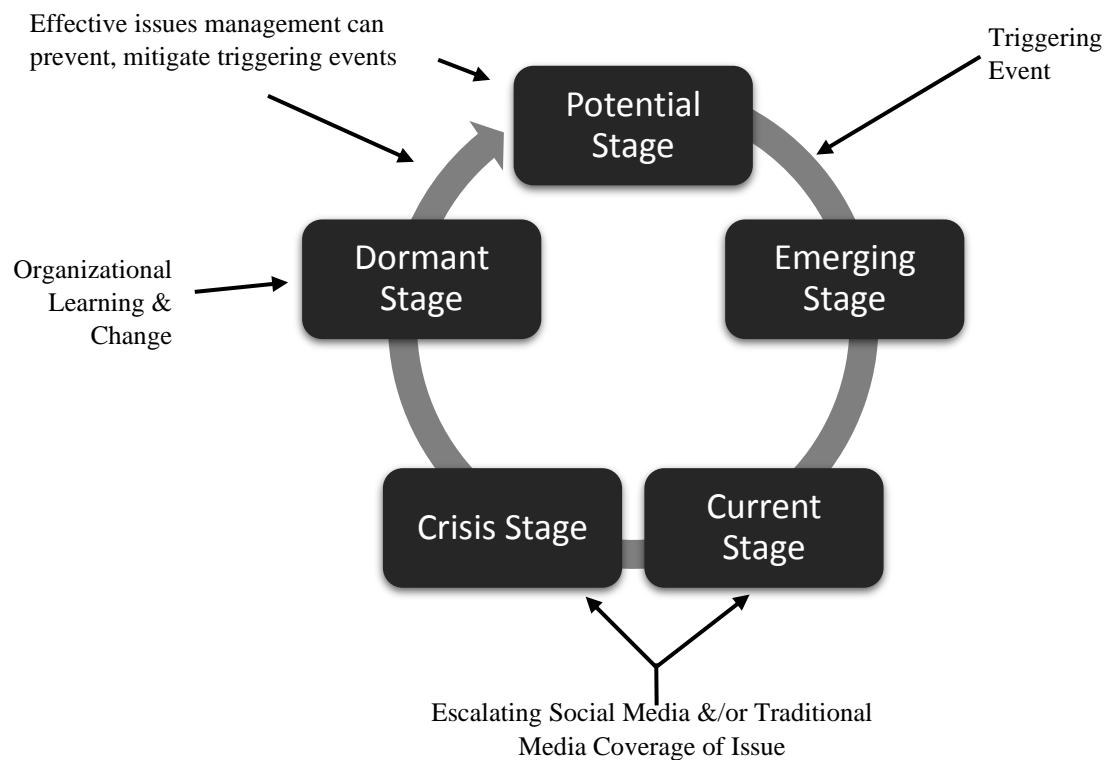 Effective issues management can
prevent, mitigate triggering events
Triggering
Event
Potential
Stage
Emerging
Stage
Current
Stage
Crisis Stage
Dormant
Stage
Organizational
Learning &
Change
Escalating Social Media &/or Traditional
Media Coverage of Issue